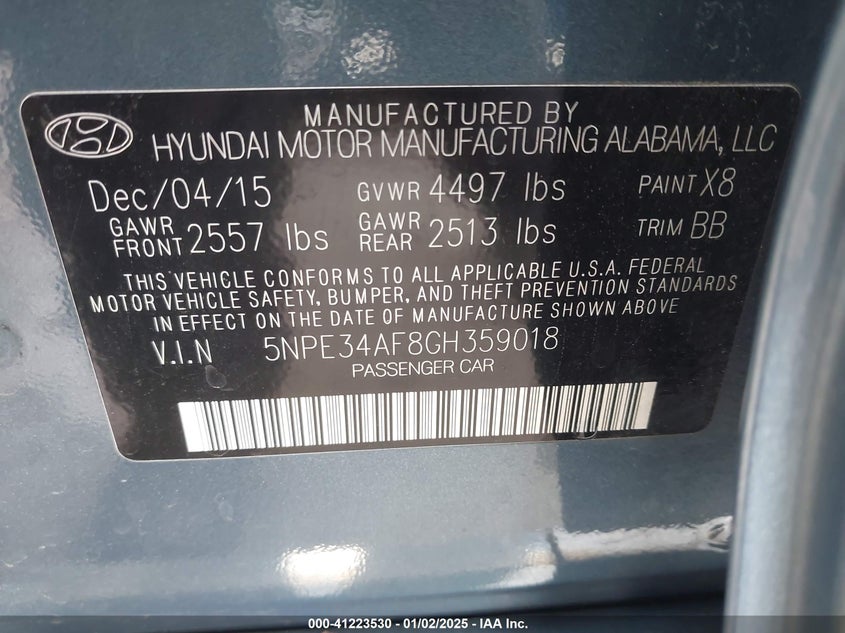 MANUFACTURED BY
HYUNDAI MOTOR MANUFACTURING ALABAMA, LLC
Dec/04/15 GVWR 4497 lbs PAINT X8
GAWR FRONT 2557 lbs GAWR REAR 2513 lbs TRIM BB
THIS VEHICLE CONFORMS TO ALL APPLICABLE U.S.A. FEDERAL
MOTOR VEHICLE SAFETY, BUMPER, AND THEFT PREVENTION STANDARDS
IN EFFECT ON THE DATE OF MANUFACTURE SHOWN ABOVE
V.I.N 5NPE34AF8GH359018
PASSENGER CAR
000-41223530 - 01/02/2025 - IAA Inc.